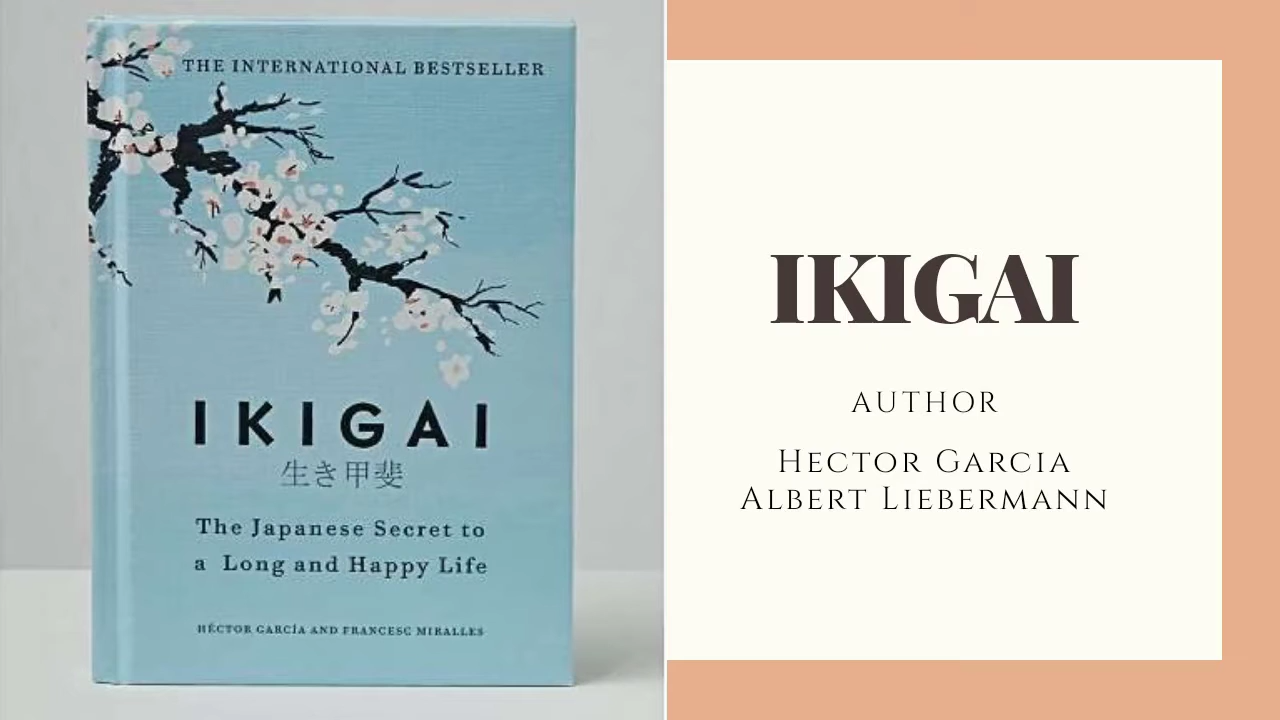 THE INTERNATIONAL BESTSELLER
IKIGAI
生き甲斐
The Japanese Secret to
a Long and Happy Life
HÉCTOR GARCÍA AND FRANCESC MIRALLES
IKIGAI
AUTHOR
HECTOR GARCIA
ALBERT LIEBERMANN